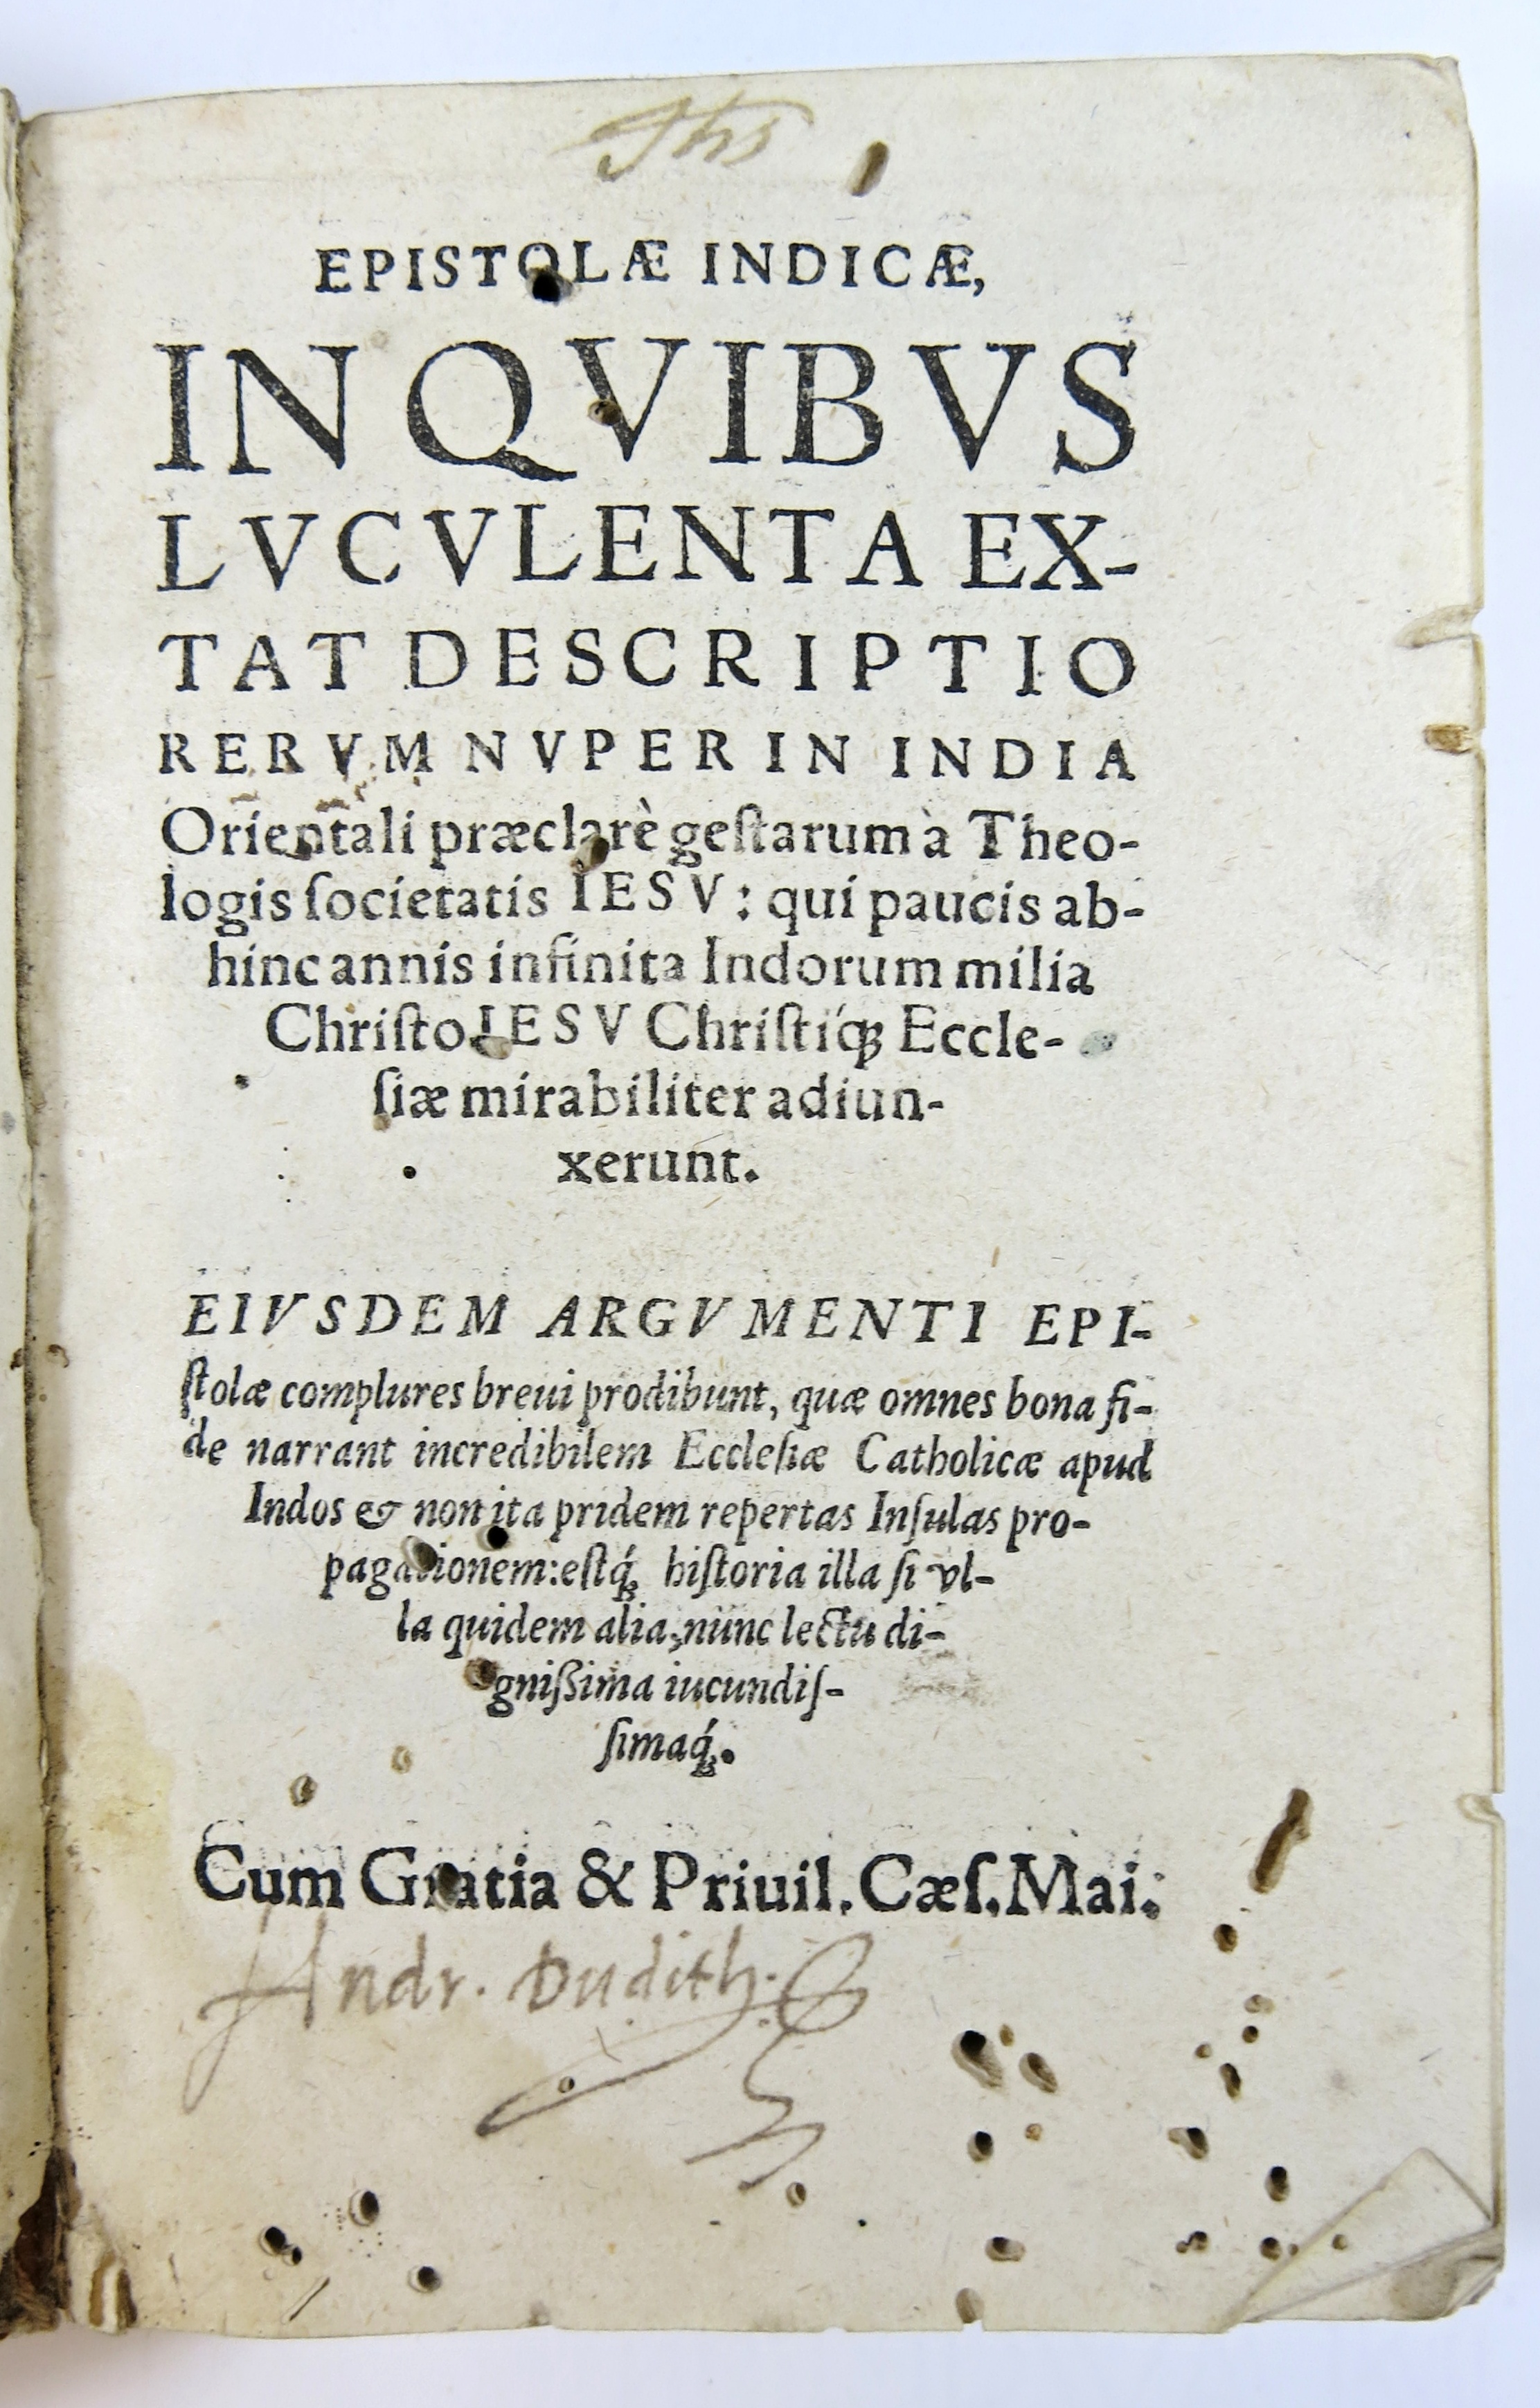 Jhs
EPISTOLÆ INDICÆ,
IN QVIBVS
LVCVLENTA EX-
TAT DESCRIPTIO
RERVM NVPER IN INDIA
Orientali præclarè geſtarum à Theo-
logis ſocietatis IESV: qui paucis ab-
hinc annis infinita Indorum milia
Chriſto IESV Chriſtiq́ꝫ Eccle-
ſiæ mirabiliter adiun-
xerunt.
EIVSDEM ARGVMENTI EPI-
ſtolæ complures breui prodibunt, quæ omnes bona fi-
de narrant incredibilem Eccleſiæ Catholicæ apud
Indos & non ita pridem repertas Inſulas pro-
pagationem: eſtq́ꝫ hiſtoria illa ſi vl-
la quidem alia, nunc lectu di-
gniſſima iucundiſ-
ſimaq́ꝫ.
Cum Gratia & Priuil. Cæſ. Mai.
Andr. Dudith.